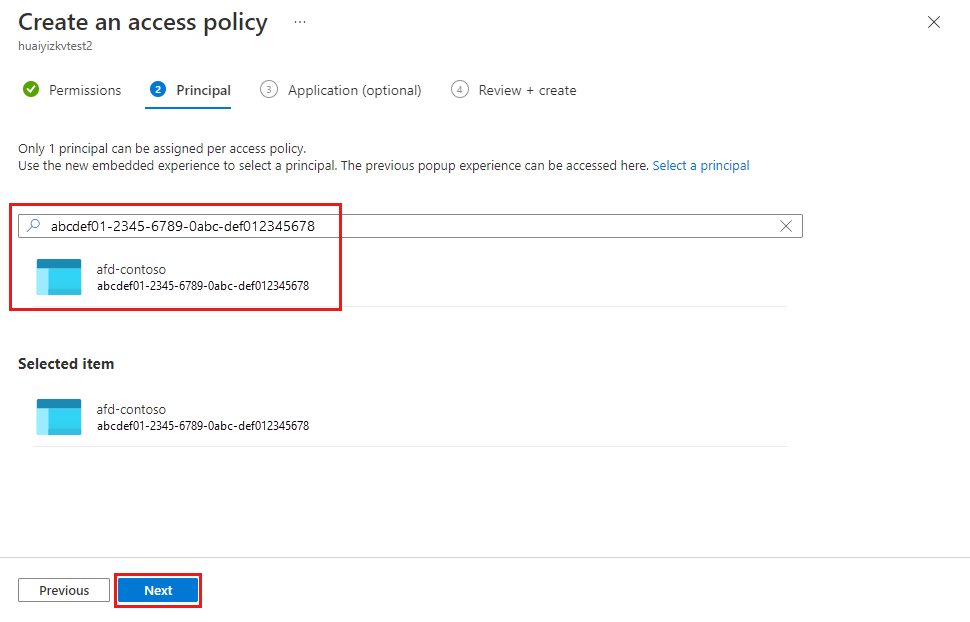 Create an access policy ...
huaiyizkvtest2
Permissions 2 Principal 3 Application (optional) 4 Review + create
Only 1 principal can be assigned per access policy.
Use the new embedded experience to select a principal. The previous popup experience can be accessed here. Select a principal
abcdef01-2345-6789-0abc-def012345678
afd-contoso
abcdef01-2345-6789-0abc-def012345678
Selected item
afd-contoso
abcdef01-2345-6789-0abc-def012345678
Previous Next